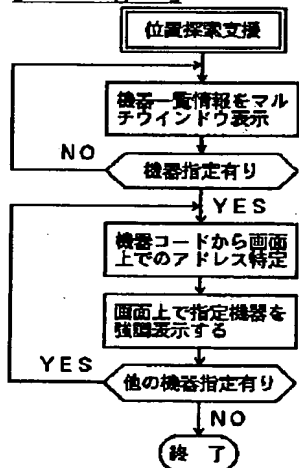 位置探索支援
機器一覧情報をマル
チウインドウ表示
NO
機器指定有り
YES
機器コードから画面
上でのアドレス特定
画面上で指定機器を
強調表示する
YES
他の機器指定有り
NO
終了